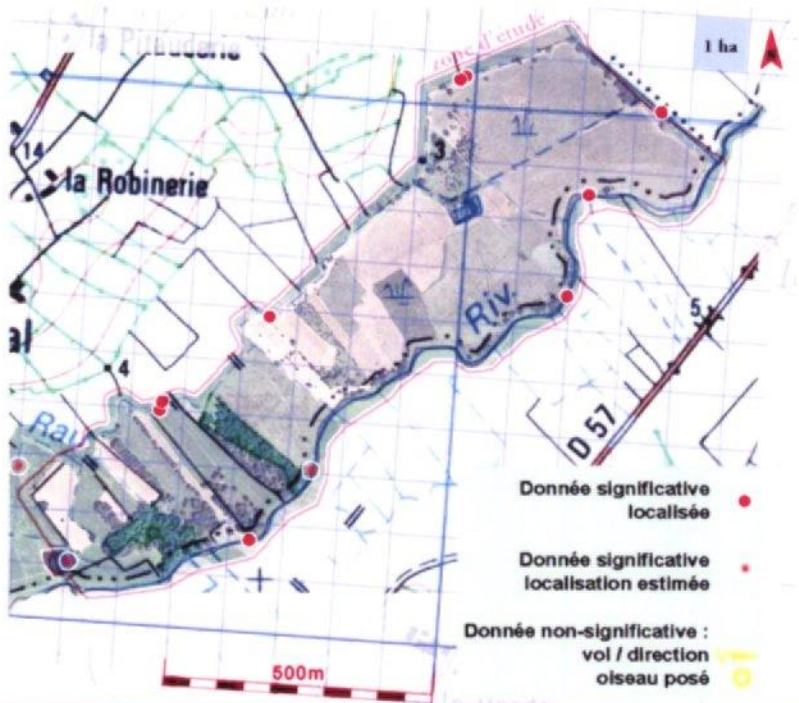 la Pitauderie
zone d'étude
1 ha
14
3
la Robinerie
al
Riv.
5
4
Rau
D 57
Donnée significative
localisée
Donnée significative
localisation estimée
Donnée non-significative :
vol / direction
oiseau posé
500m